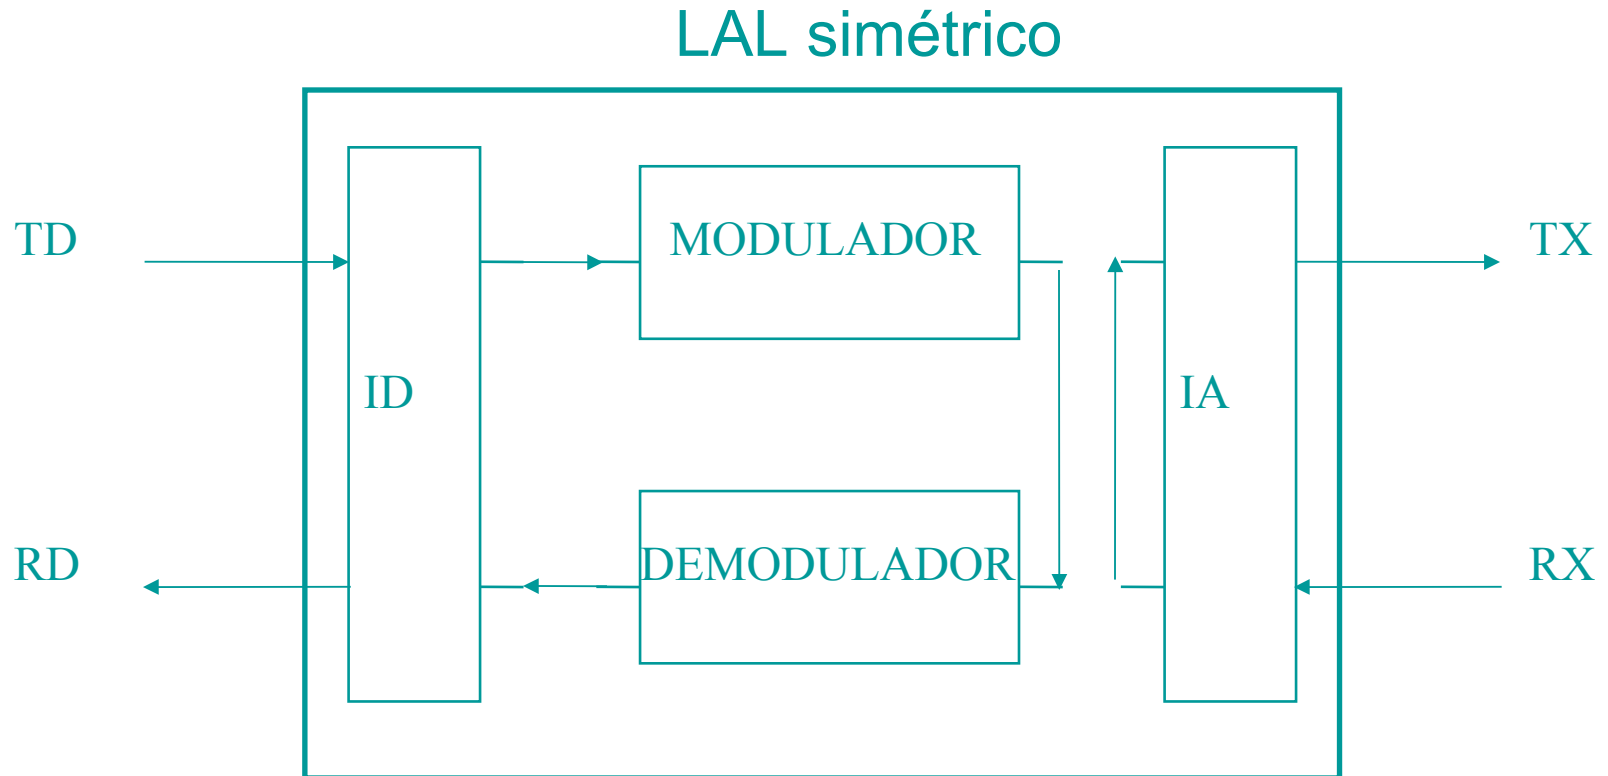 LAL simétrico
TD
MODULADOR
TX
ID
IA
RD
DEMODULADOR
RX